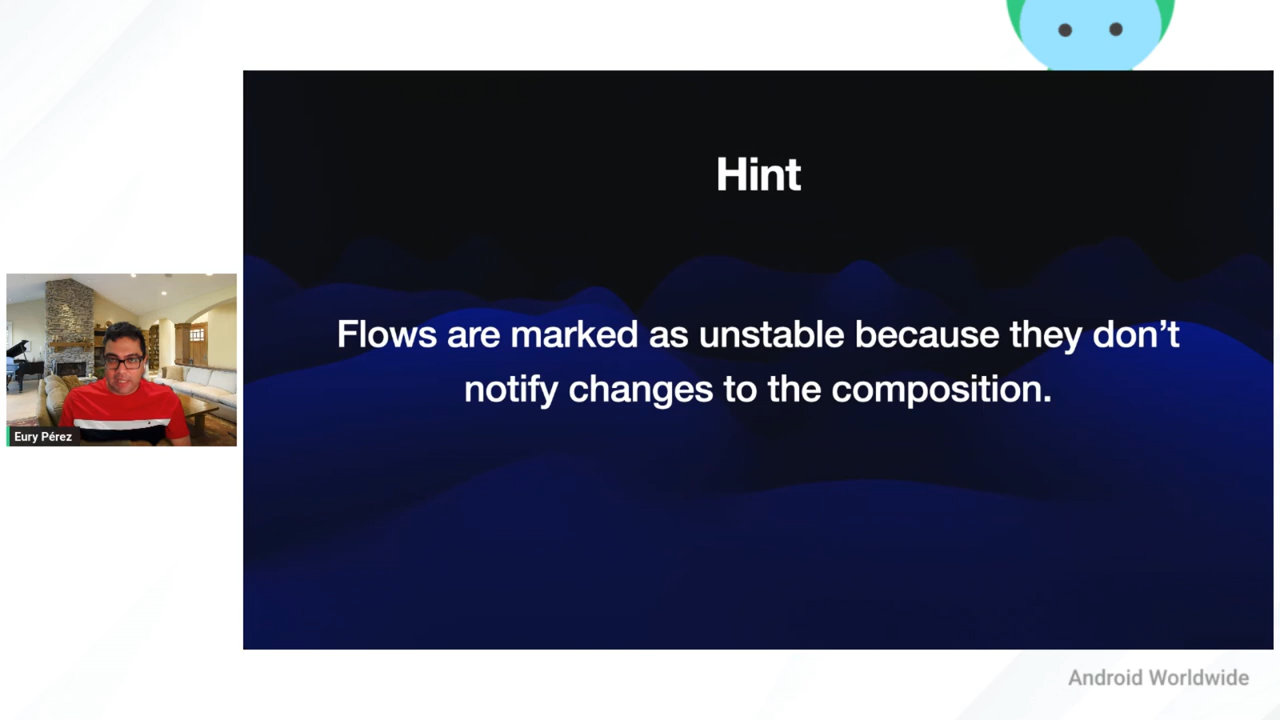 Hint
Flows are marked as unstable because they don’t
notify changes to the composition.
Eury Pérez
Android Worldwide